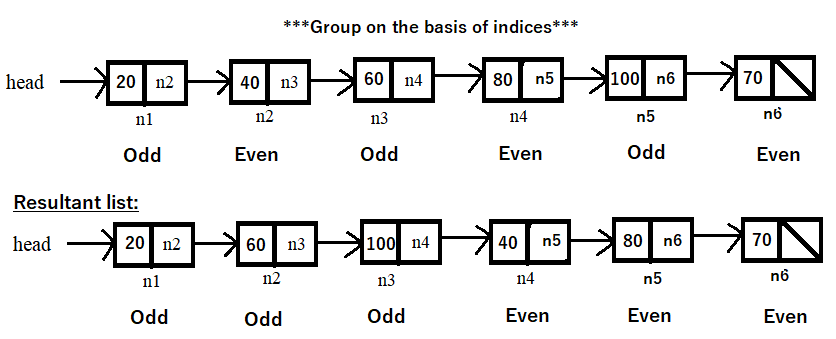 ***Group on the basis of indices***
head 20 n2 40 n3 60 n4 80 n5 100 n6 70
n1 n2 n3 n4 n5 n6
Odd Even Odd Even Odd Even
Resultant list:
head 20 n2 60 n3 100 n4 40 n5 80 n6 70
n1 n2 n3 n4 n5 n6
Odd Odd Odd Even Even Even